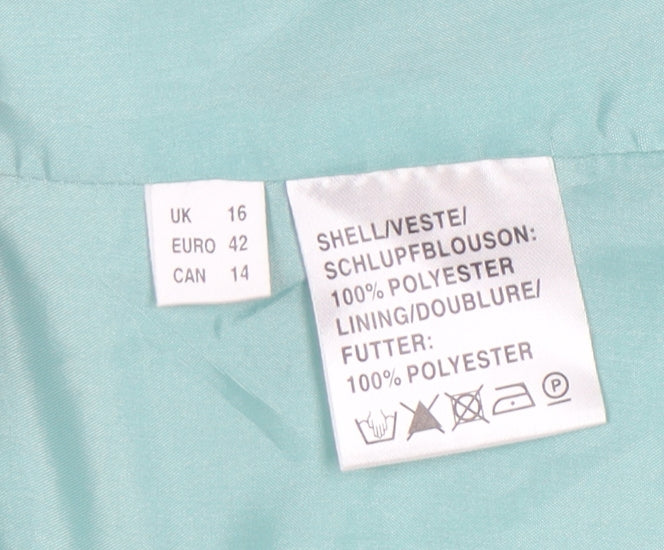 UK 16
EURO 42
CAN 14
SHELL/VESTE/
SCHLUPFBLOUSON:
100% POLYESTER
LINING/DOUBLURE/
FUTTER:
100% POLYESTER
P